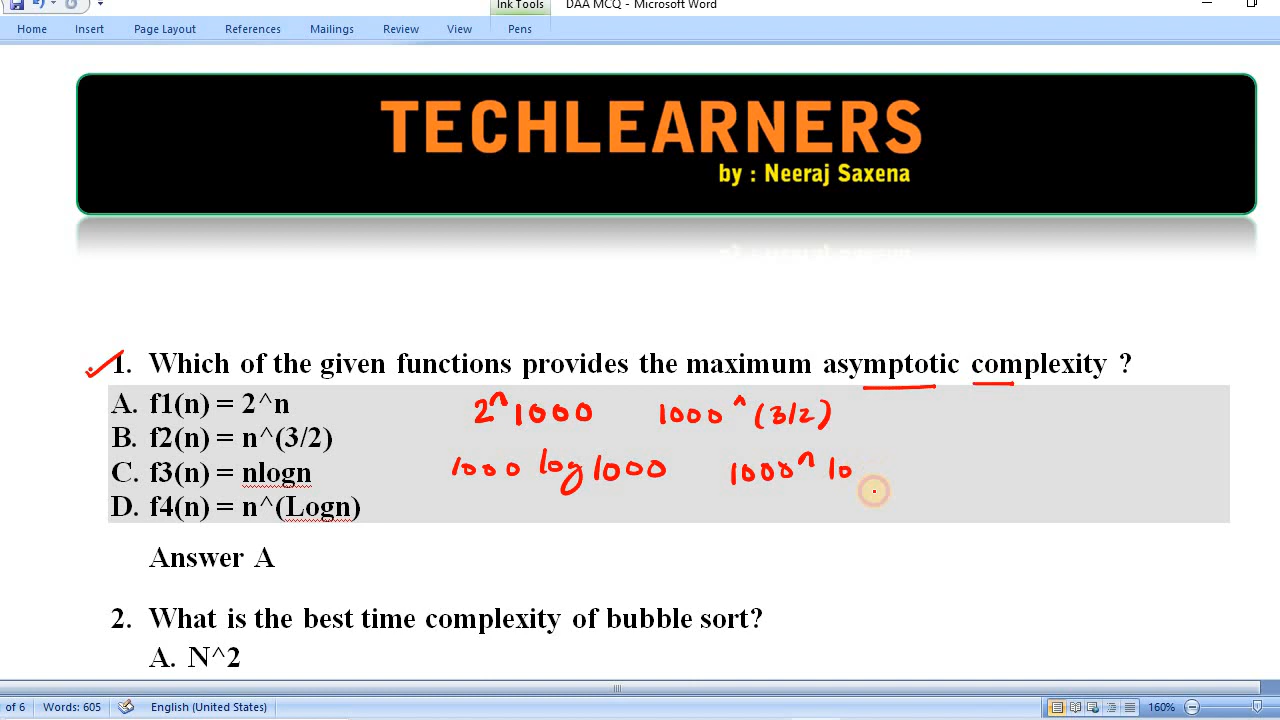 Ink Tools DAA MCQ - Microsoft Word
Home Insert Page Layout References Mailings Review View Pens
TECHLEARNERS
by : Neeraj Saxena
1. Which of the given functions provides the maximum asymptotic complexity ?
A. f1(n) = 2^n 2^1000 1000^(3/2)
B. f2(n) = n^(3/2)
C. f3(n) = nlogn 1000 log 1000 1000^lo
D. f4(n) = n^(Logn)
Answer A
2. What is the best time complexity of bubble sort?
A. N^2
of 6 Words: 605 English (United States) 160%